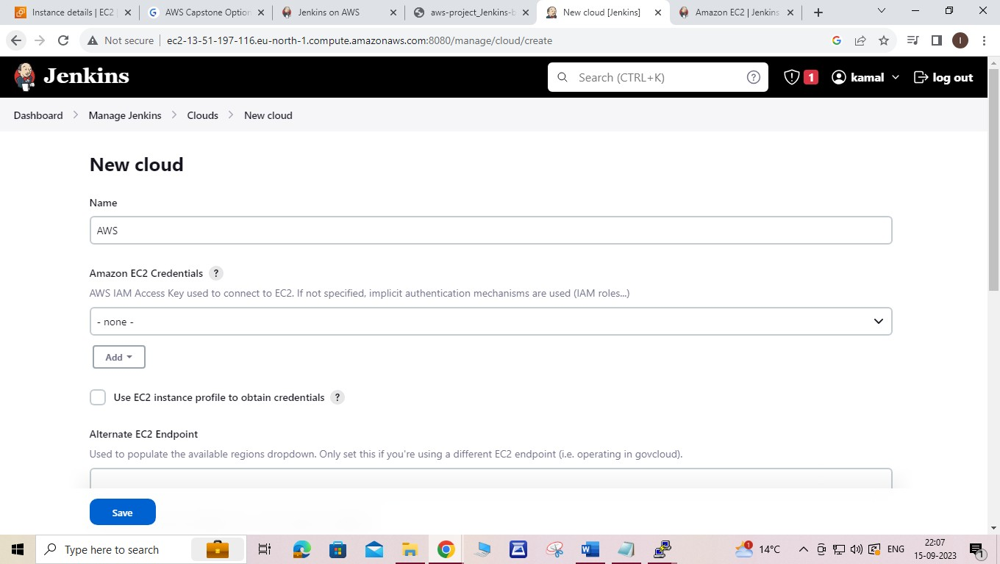 Instance details | EC2
AWS Capstone Option
Jenkins on AWS
aws-project_Jenkins-b
New cloud [Jenkins]
Amazon EC2 | Jenkins
Not secure
ec2-13-51-197-116.eu-north-1.compute.amazonaws.com:8080/manage/cloud/create
I
Jenkins
Search (CTRL+K)
?
1
kamal
log out
Dashboard
Manage Jenkins
Clouds
New cloud
New cloud
Name
AWS
Amazon EC2 Credentials ?
AWS IAM Access Key used to connect to EC2. If not specified, implicit authentication mechanisms are used (IAM roles...)
- none -
Add
Use EC2 instance profile to obtain credentials ?
Alternate EC2 Endpoint
Used to populate the available regions dropdown. Only set this if you're using a different EC2 endpoint (i.e. operating in govcloud).
Save
Type here to search
1
14°C
ENG
22:07
15-09-2023
1